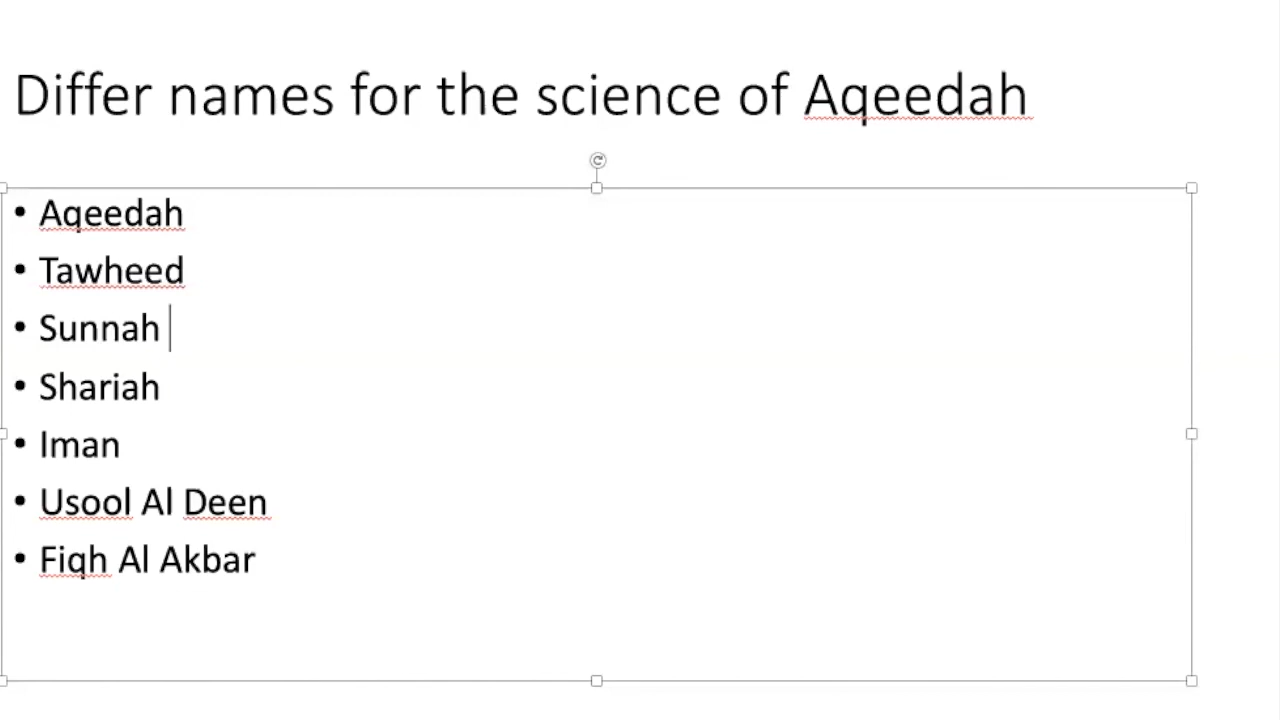 Differ names for the science of Aqeedah
• Aqeedah
• Tawheed
• Sunnah
• Shariah
• Iman
• Usool Al Deen
• Fiqh Al Akbar